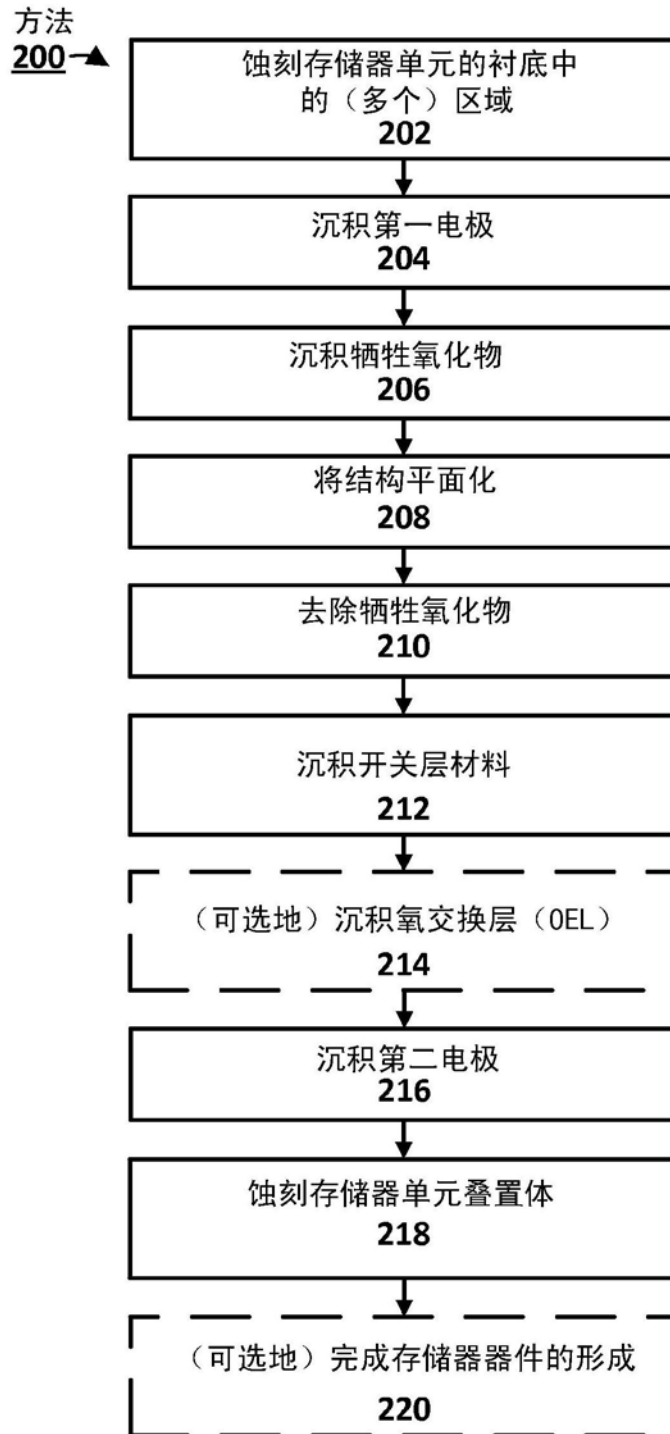 方法
200
蚀刻存储器单元的衬底中
的（多个）区域
202
沉积第一电极
204
沉积牺牲氧化物
206
将结构平面化
208
去除牺牲氧化物
210
沉积开关层材料
212
（可选地）沉积氧交换层（OEL）
214
沉积第二电极
216
蚀刻存储器单元叠置体
218
（可选地）完成存储器器件的形成
220